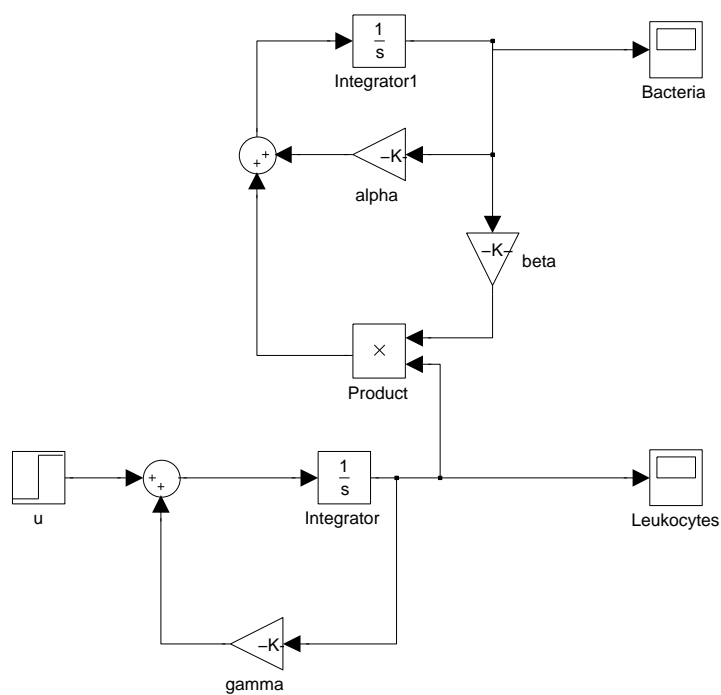 1
s
Integrator1
Bacteria
+
+
–K–
alpha
–K–
beta
×
Product
u
+
+
1
s
Integrator
Leukocytes
–K–
gamma